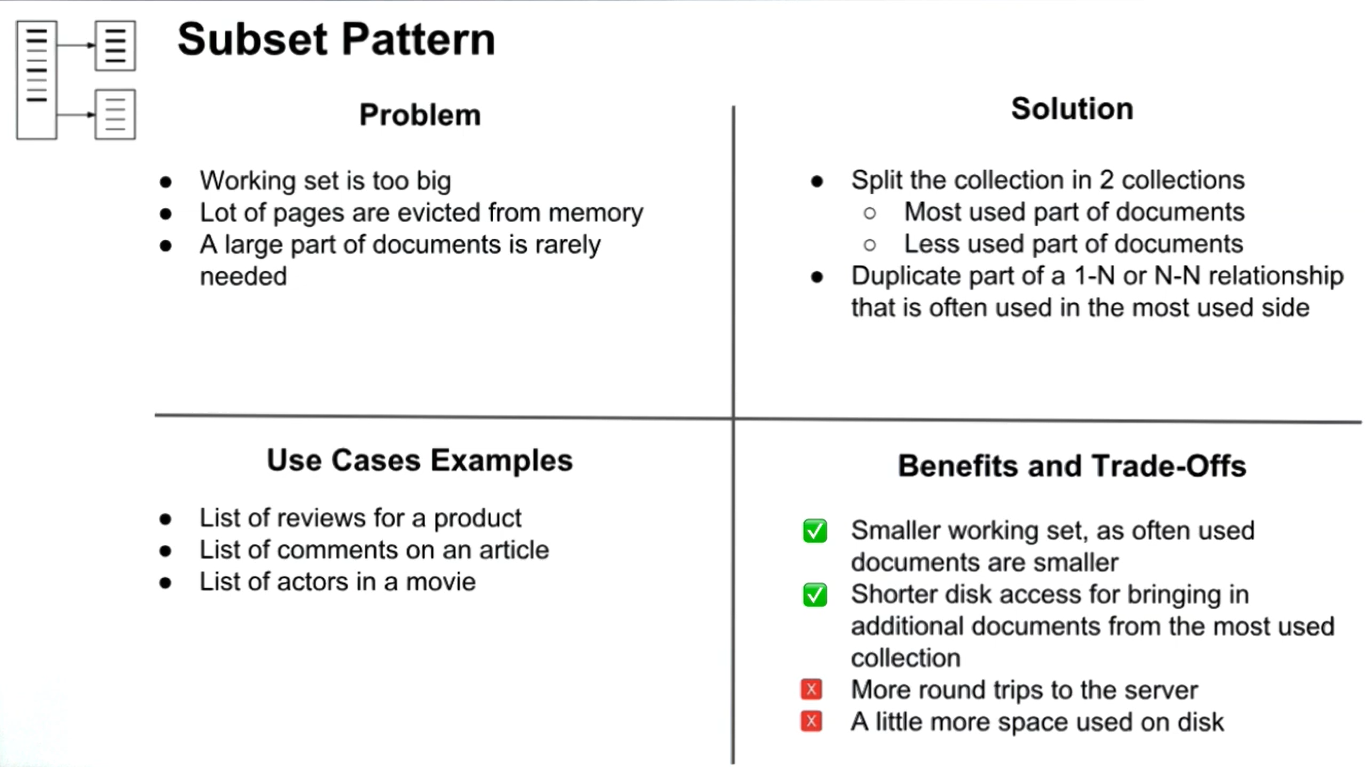 Subset Pattern
Problem
● Working set is too big
● Lot of pages are evicted from memory
● A large part of documents is rarely
needed
Solution
● Split the collection in 2 collections
○ Most used part of documents
○ Less used part of documents
● Duplicate part of a 1-N or N-N relationship
that is often used in the most used side
Use Cases Examples
● List of reviews for a product
● List of comments on an article
● List of actors in a movie
Benefits and Trade-Offs
✅ Smaller working set, as often used
documents are smaller
✅ Shorter disk access for bringing in
additional documents from the most used
collection
X More round trips to the server
X A little more space used on disk